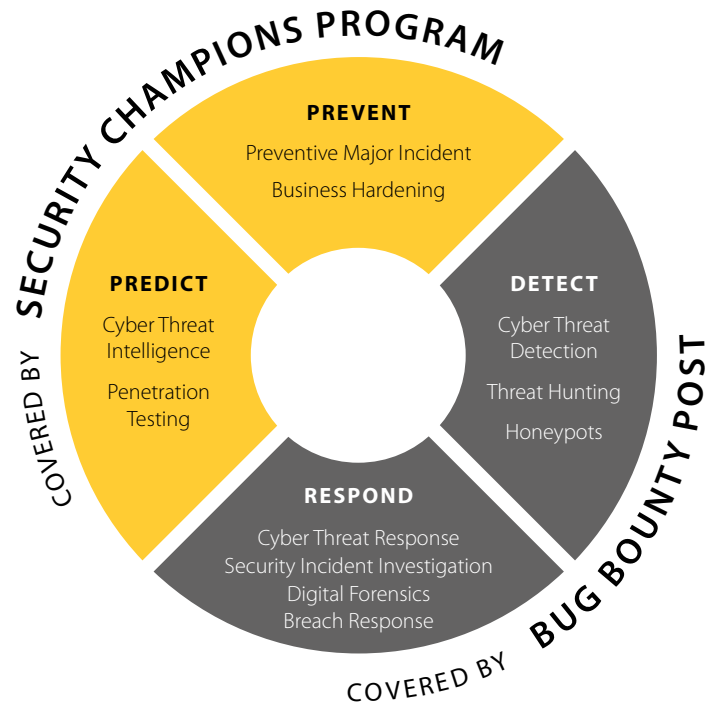 COVERED BY SECURITY CHAMPIONS PROGRAM
PREVENT
Preventive Major Incident
Business Hardening
PREDICT
Cyber Threat
Intelligence
Penetration
Testing
DETECT
Cyber Threat
Detection
Threat Hunting
Honeypots
RESPOND
Cyber Threat Response
Security Incident Investigation
Digital Forensics
Breach Response
COVERED BY BUG BOUNTY POST